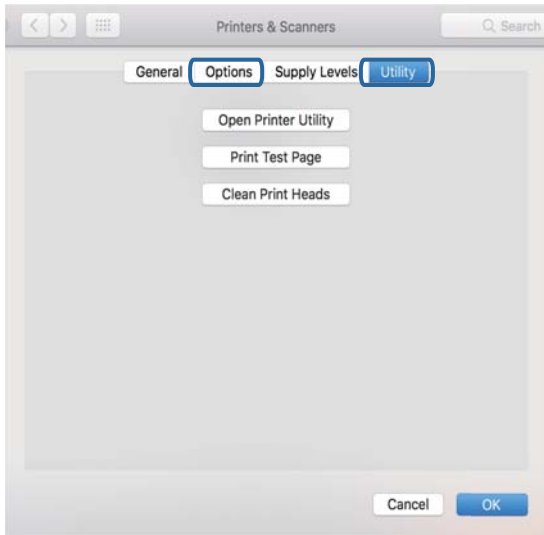 Printers & Scanners Search
General Options Supply Levels Utility
Open Printer Utility
Print Test Page
Clean Print Heads
Cancel OK